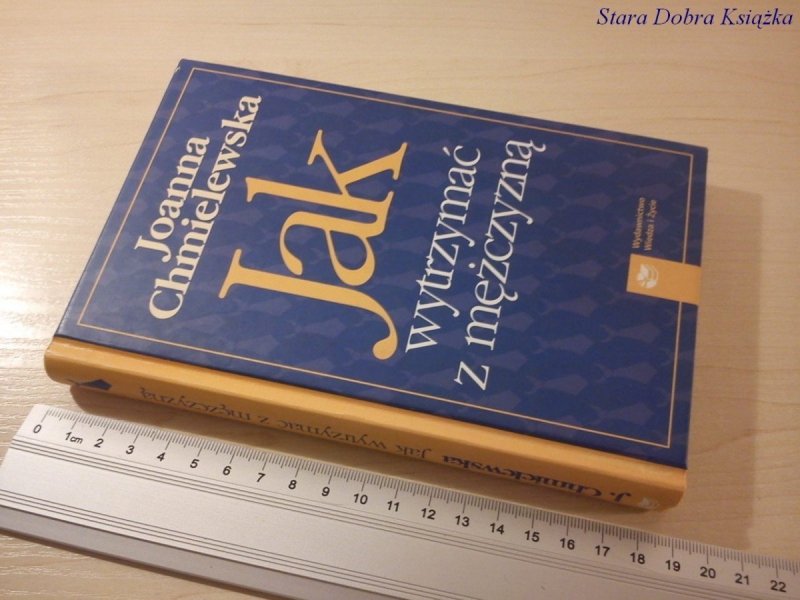 Stara Dobra Książka
Joanna
Chmielewska
Jak
wytrzymać
z mężczyzną
Wydawnictwo
Wiedza i Życie
J. Chmielewska jak wytrzymać z mężczyzną
0 1cm 2 3 4 5 6 7 8 9 10 11 12 13 14 15 16 17 18 19 20 21 22